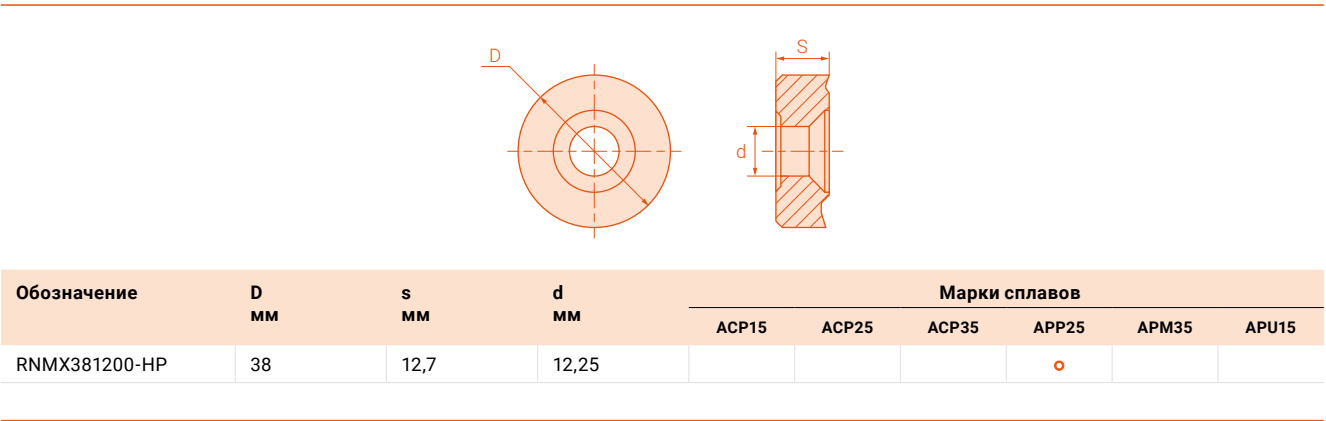 D
S
d
Обозначение D s d Марки сплавов
мм мм мм
ACP15 ACP25 ACP35 APP25 APM35 APU15
RNMX381200-HP 38 12,7 12,25